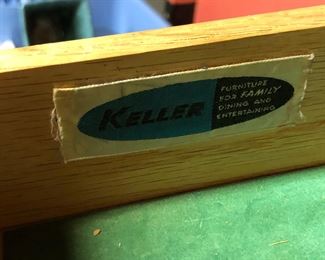 KELLER
FURNITURE
FOR FAMILY
DINING AND
ENTERTAINING